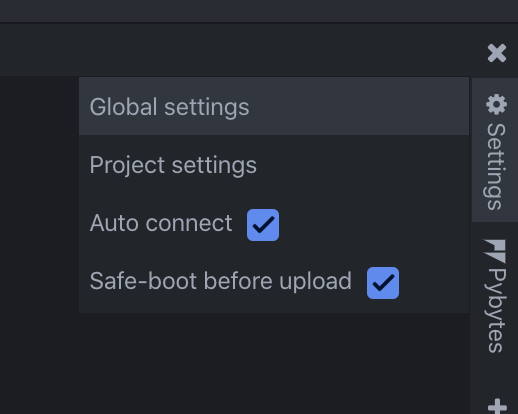 Global settings
Project settings
Auto connect
Safe-boot before upload
Settings
Pybytes